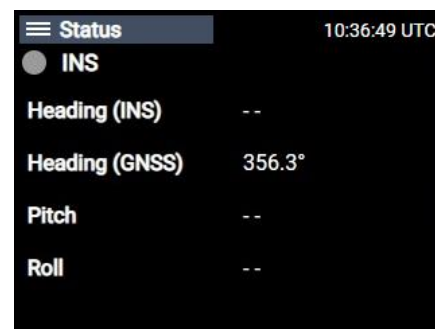 Status 10:36:49 UTC
INS
Heading (INS) - -
Heading (GNSS) 356.3°
Pitch - -
Roll - -